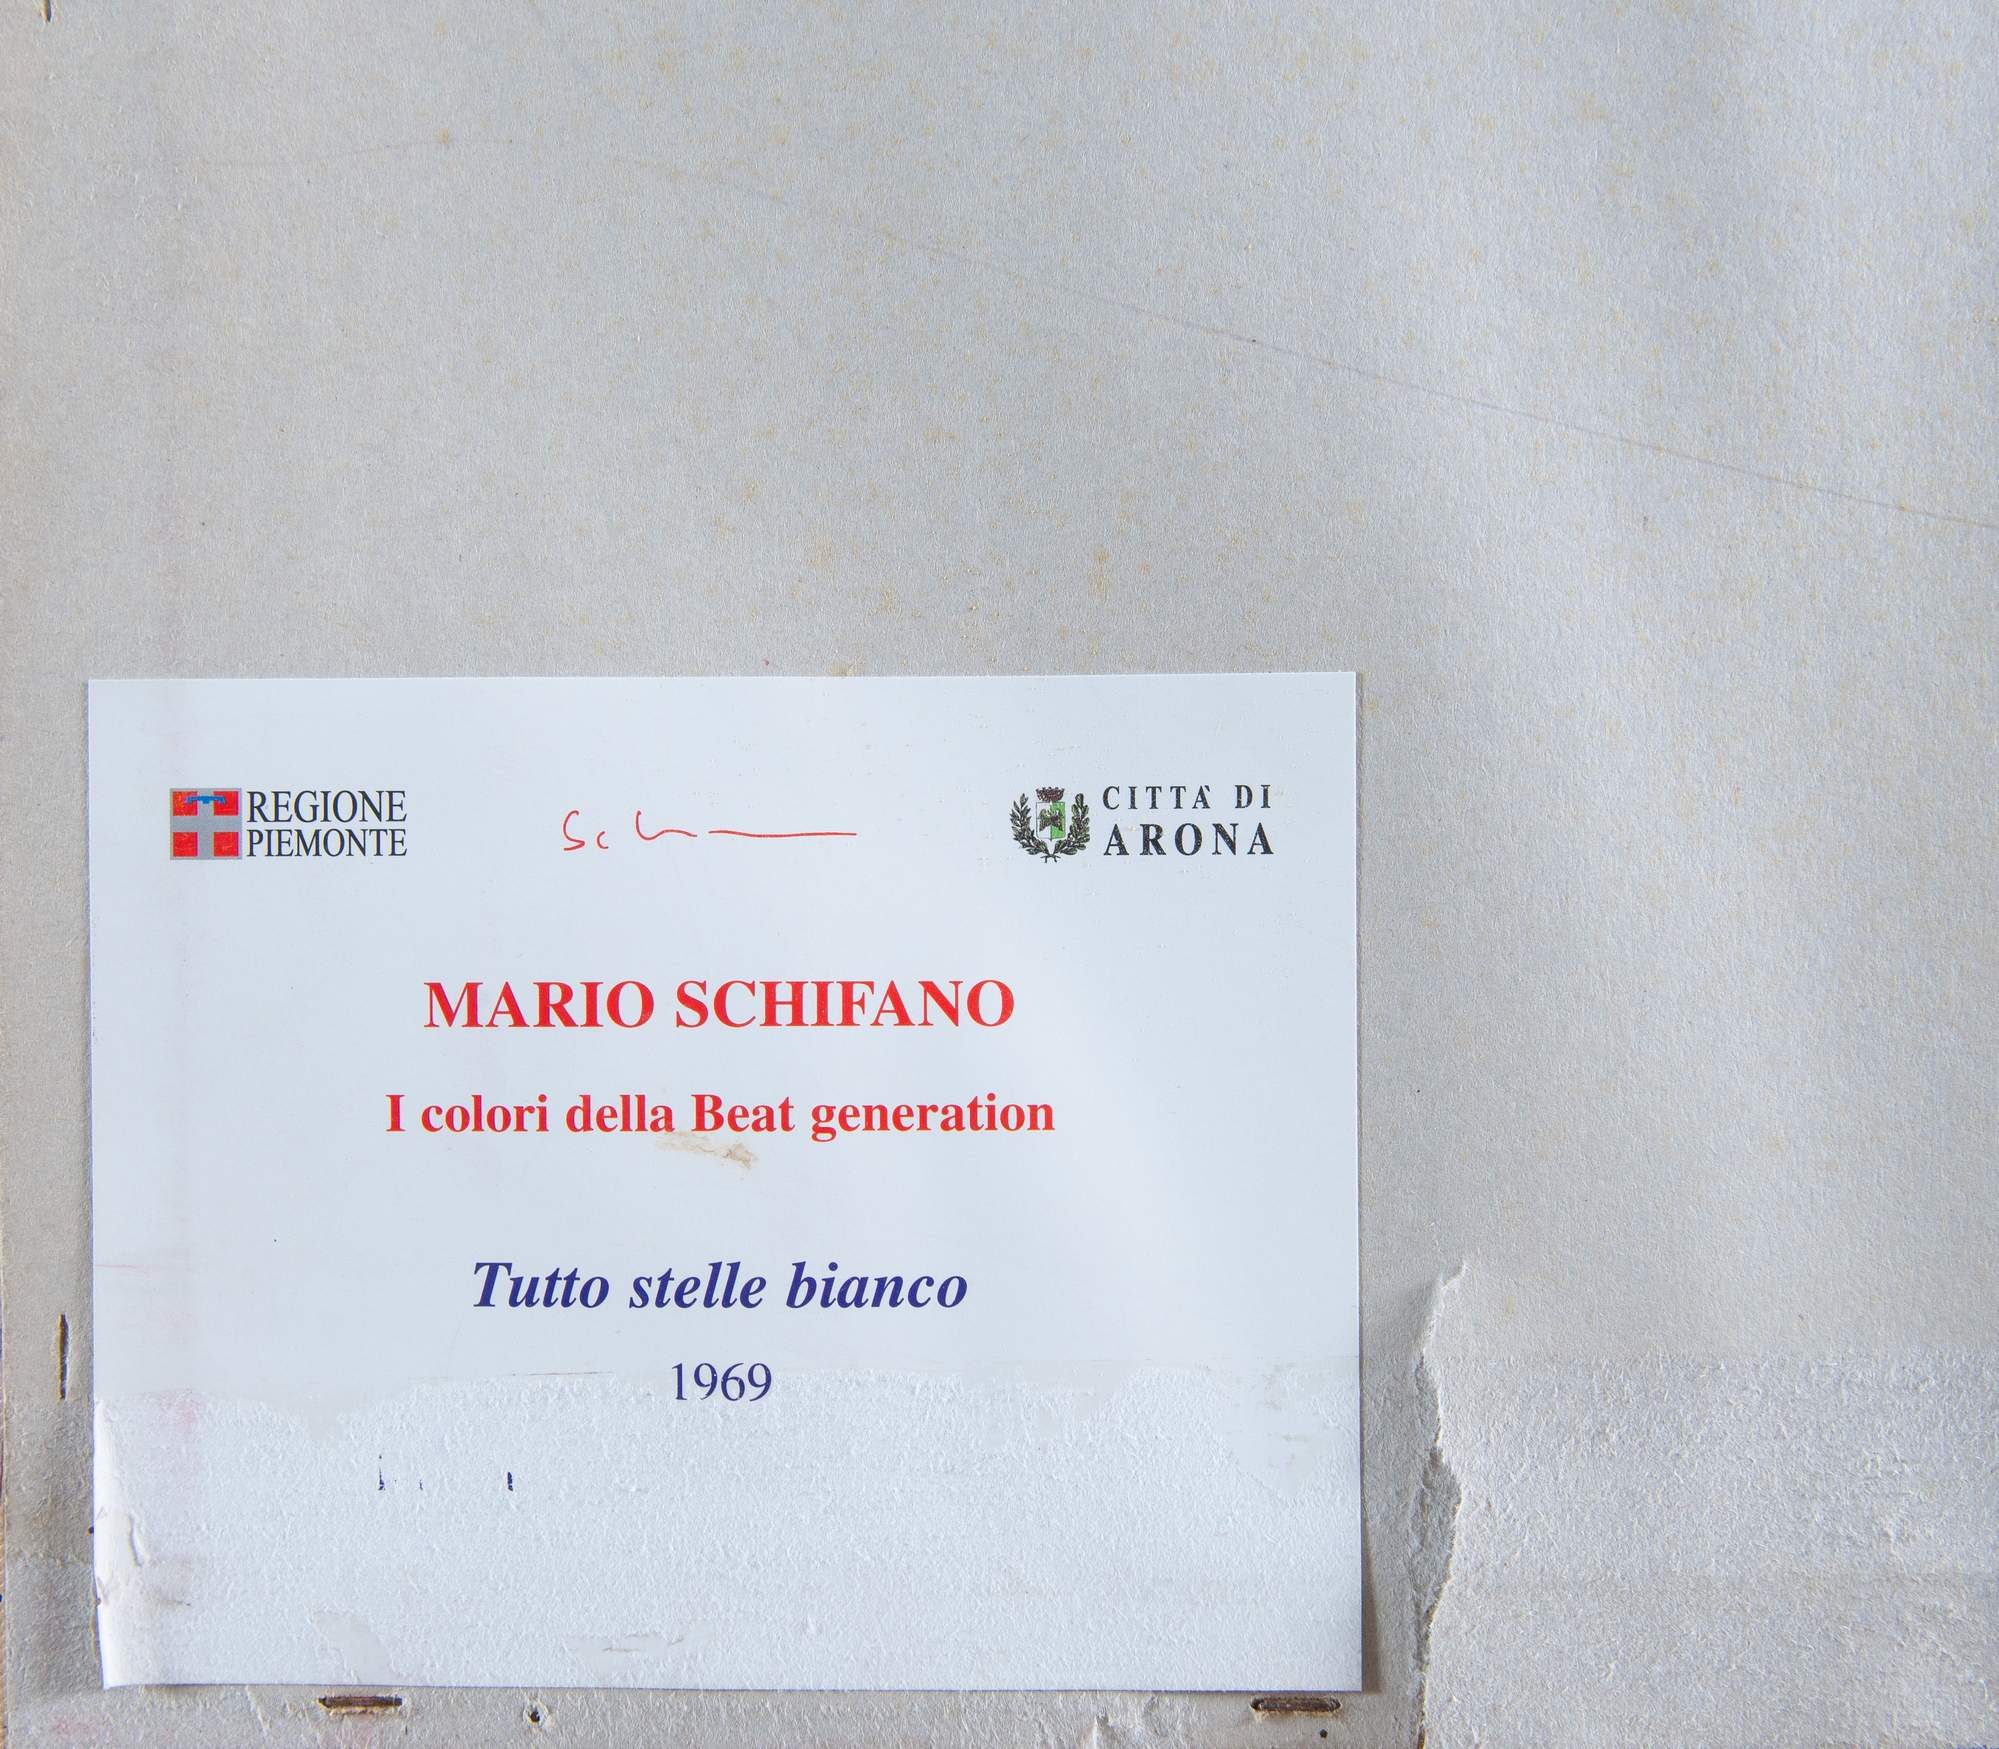 REGIONE
PIEMONTE
CITTA' DI
ARONA
MARIO SCHIFANO
I colori della Beat generation
Tutto stelle bianco
1969